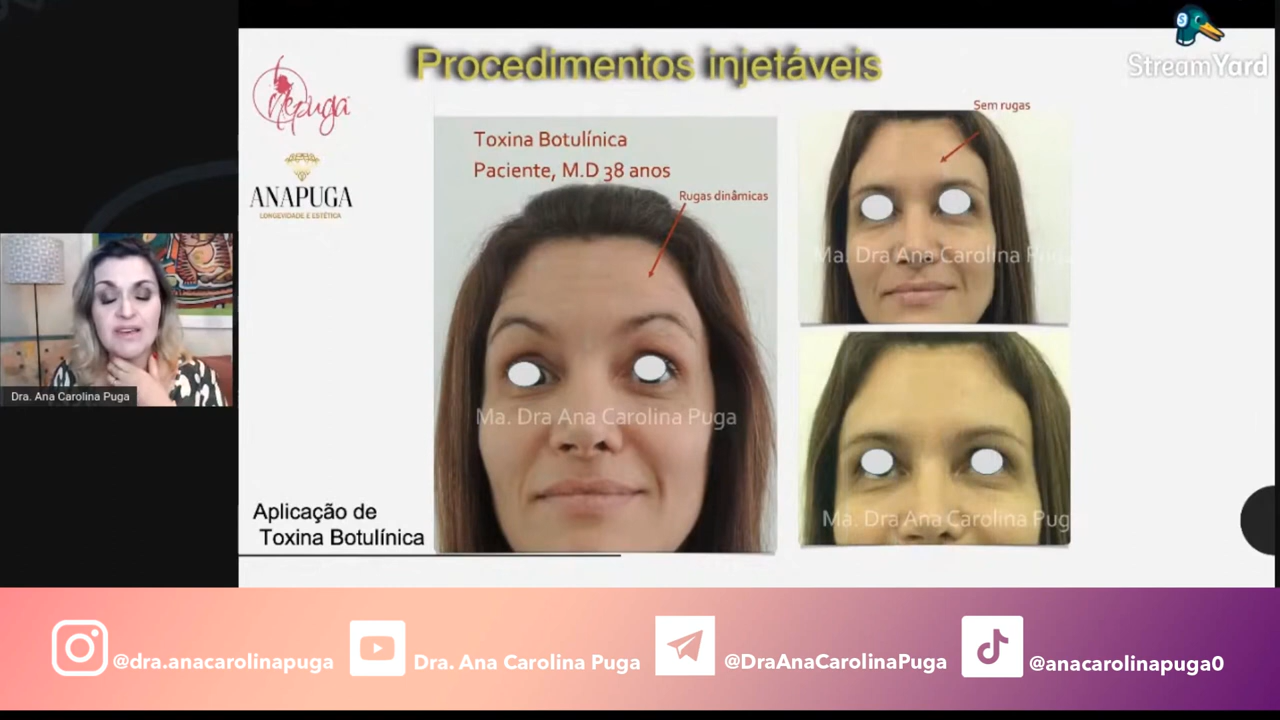 Procedimentos injetáveis
StreamYard
nepuga
ANAPUGA
LONGEVIDADE E ESTÉTICA
Toxina Botulínica
Paciente, M.D 38 anos
Rugas dinâmicas
Sem rugas
Ma. Dra Ana Carolina Puga
Ma. Dra Ana Carolina Puga
Ma. Dra Ana Carolina Pug
Dra. Ana Carolina Puga
Aplicação de
Toxina Botulínica
@dra.anacarolinapuga
Dra. Ana Carolina Puga
@DraAnaCarolinaPuga
@anacarolinapuga0